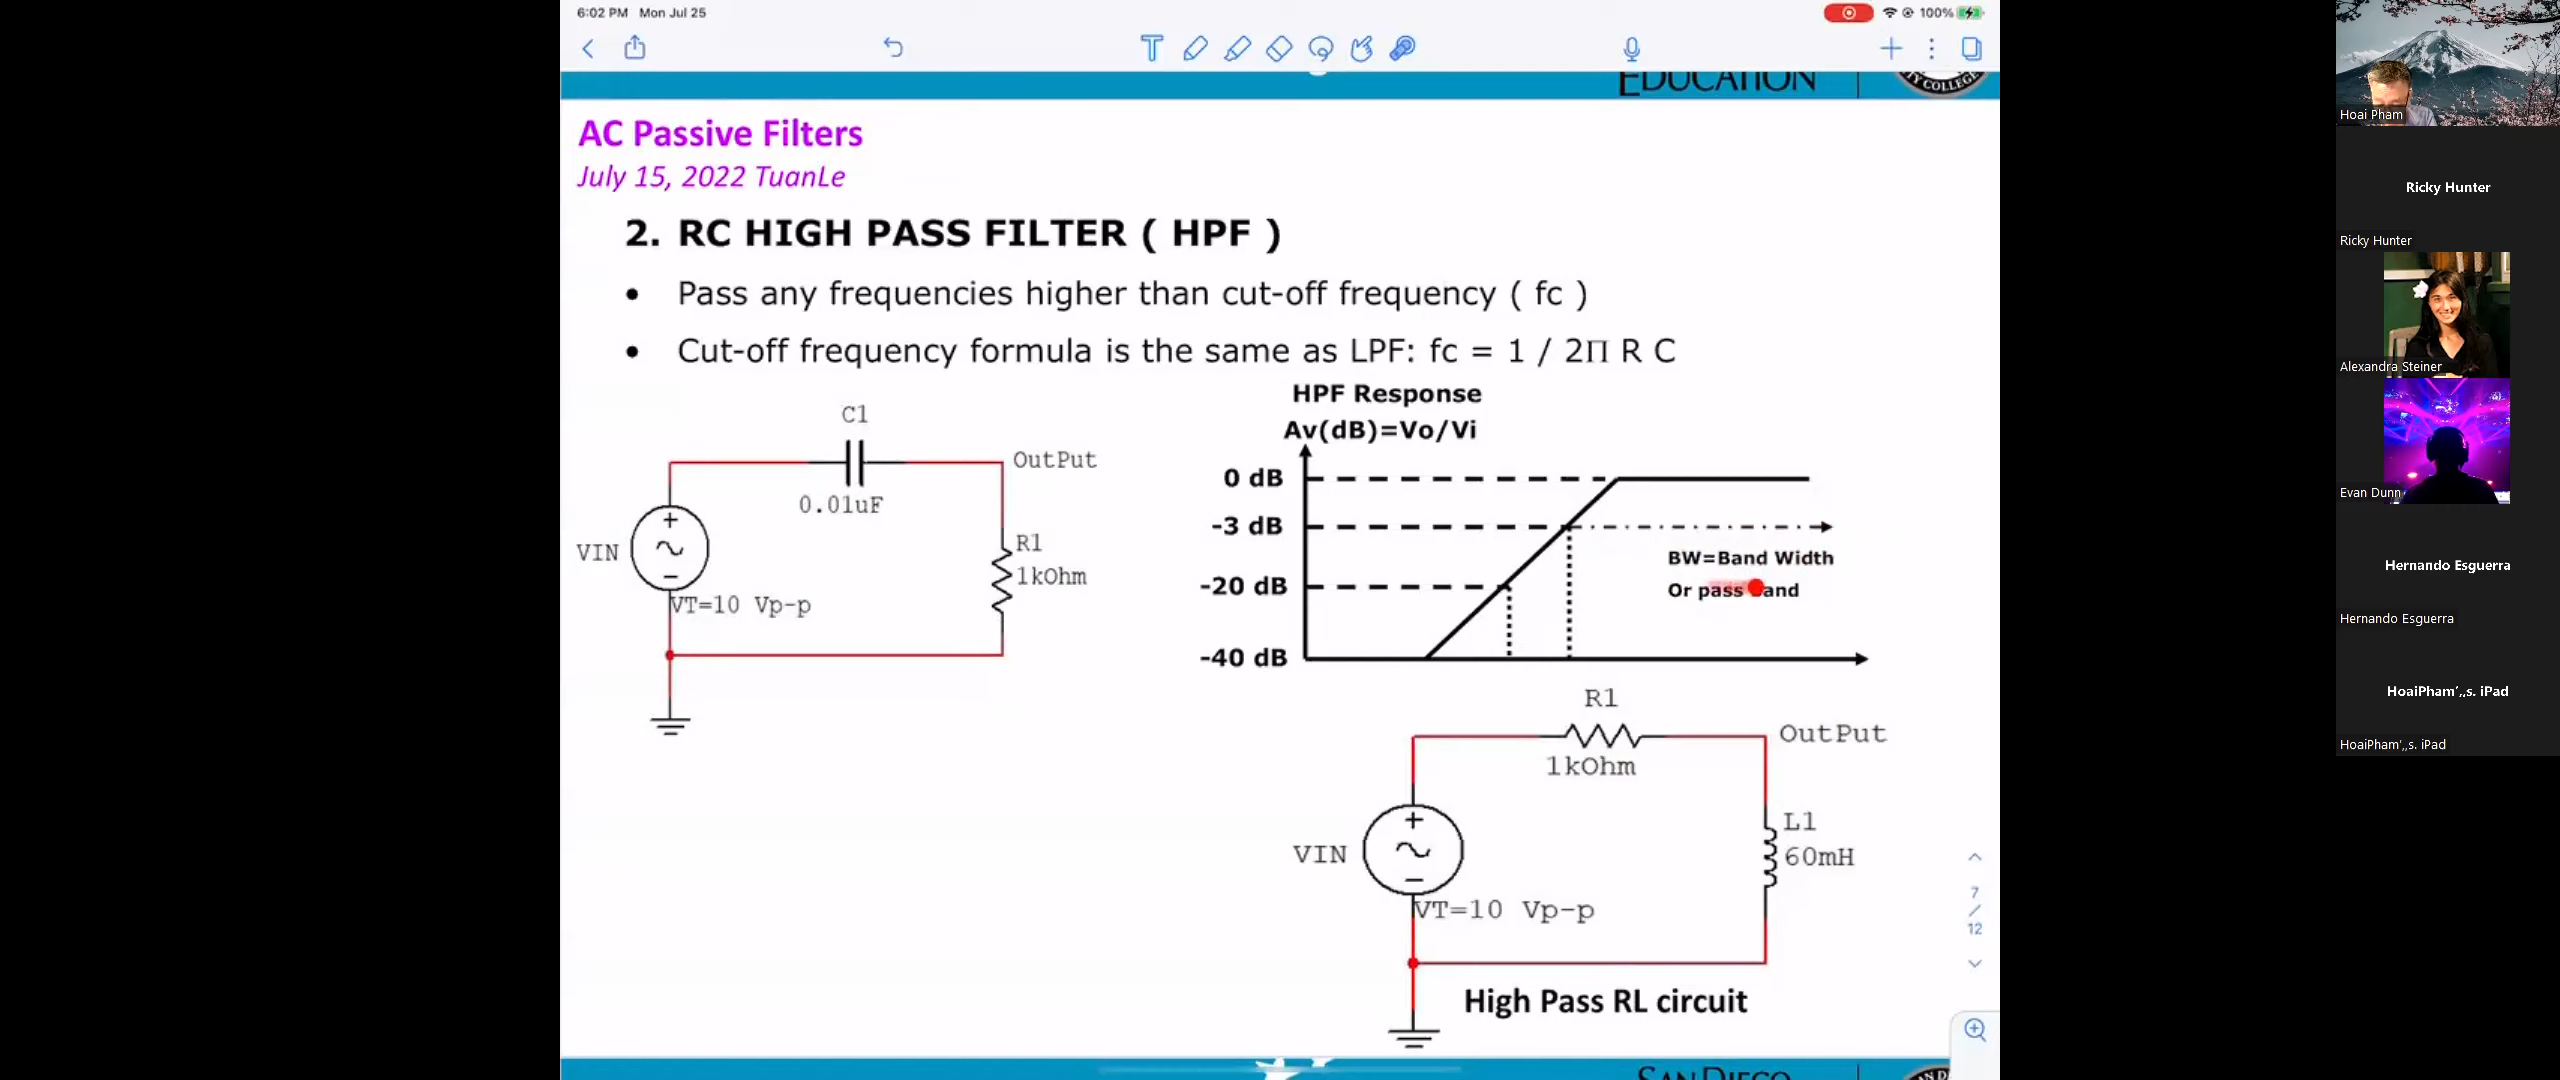 6:02 PM Mon Jul 25
100%
EDUCATION
TY COLLEGE
AC Passive Filters
July 15, 2022 TuanLe
2. RC HIGH PASS FILTER ( HPF )
• Pass any frequencies higher than cut-off frequency ( fc )
• Cut-off frequency formula is the same as LPF: fc = 1 / 2Π R C
C1
0.01uF
OutPut
VIN
+
−
VT=10 Vp-p
R1
1kOhm
HPF Response
Av(dB)=Vo/Vi
0 dB
-3 dB
-20 dB
-40 dB
BW=Band Width
Or pass and
R1
1kOhm
OutPut
VIN
+
−
VT=10 Vp-p
L1
60mH
High Pass RL circuit
7
/
12
SAN DIEGO
Hoai Pham
Ricky Hunter
Ricky Hunter
Alexandra Steiner
Evan Dunn
Hernando Esguerra
Hernando Esguerra
HoaiPham’,,s. iPad
HoaiPham’,,s. iPad